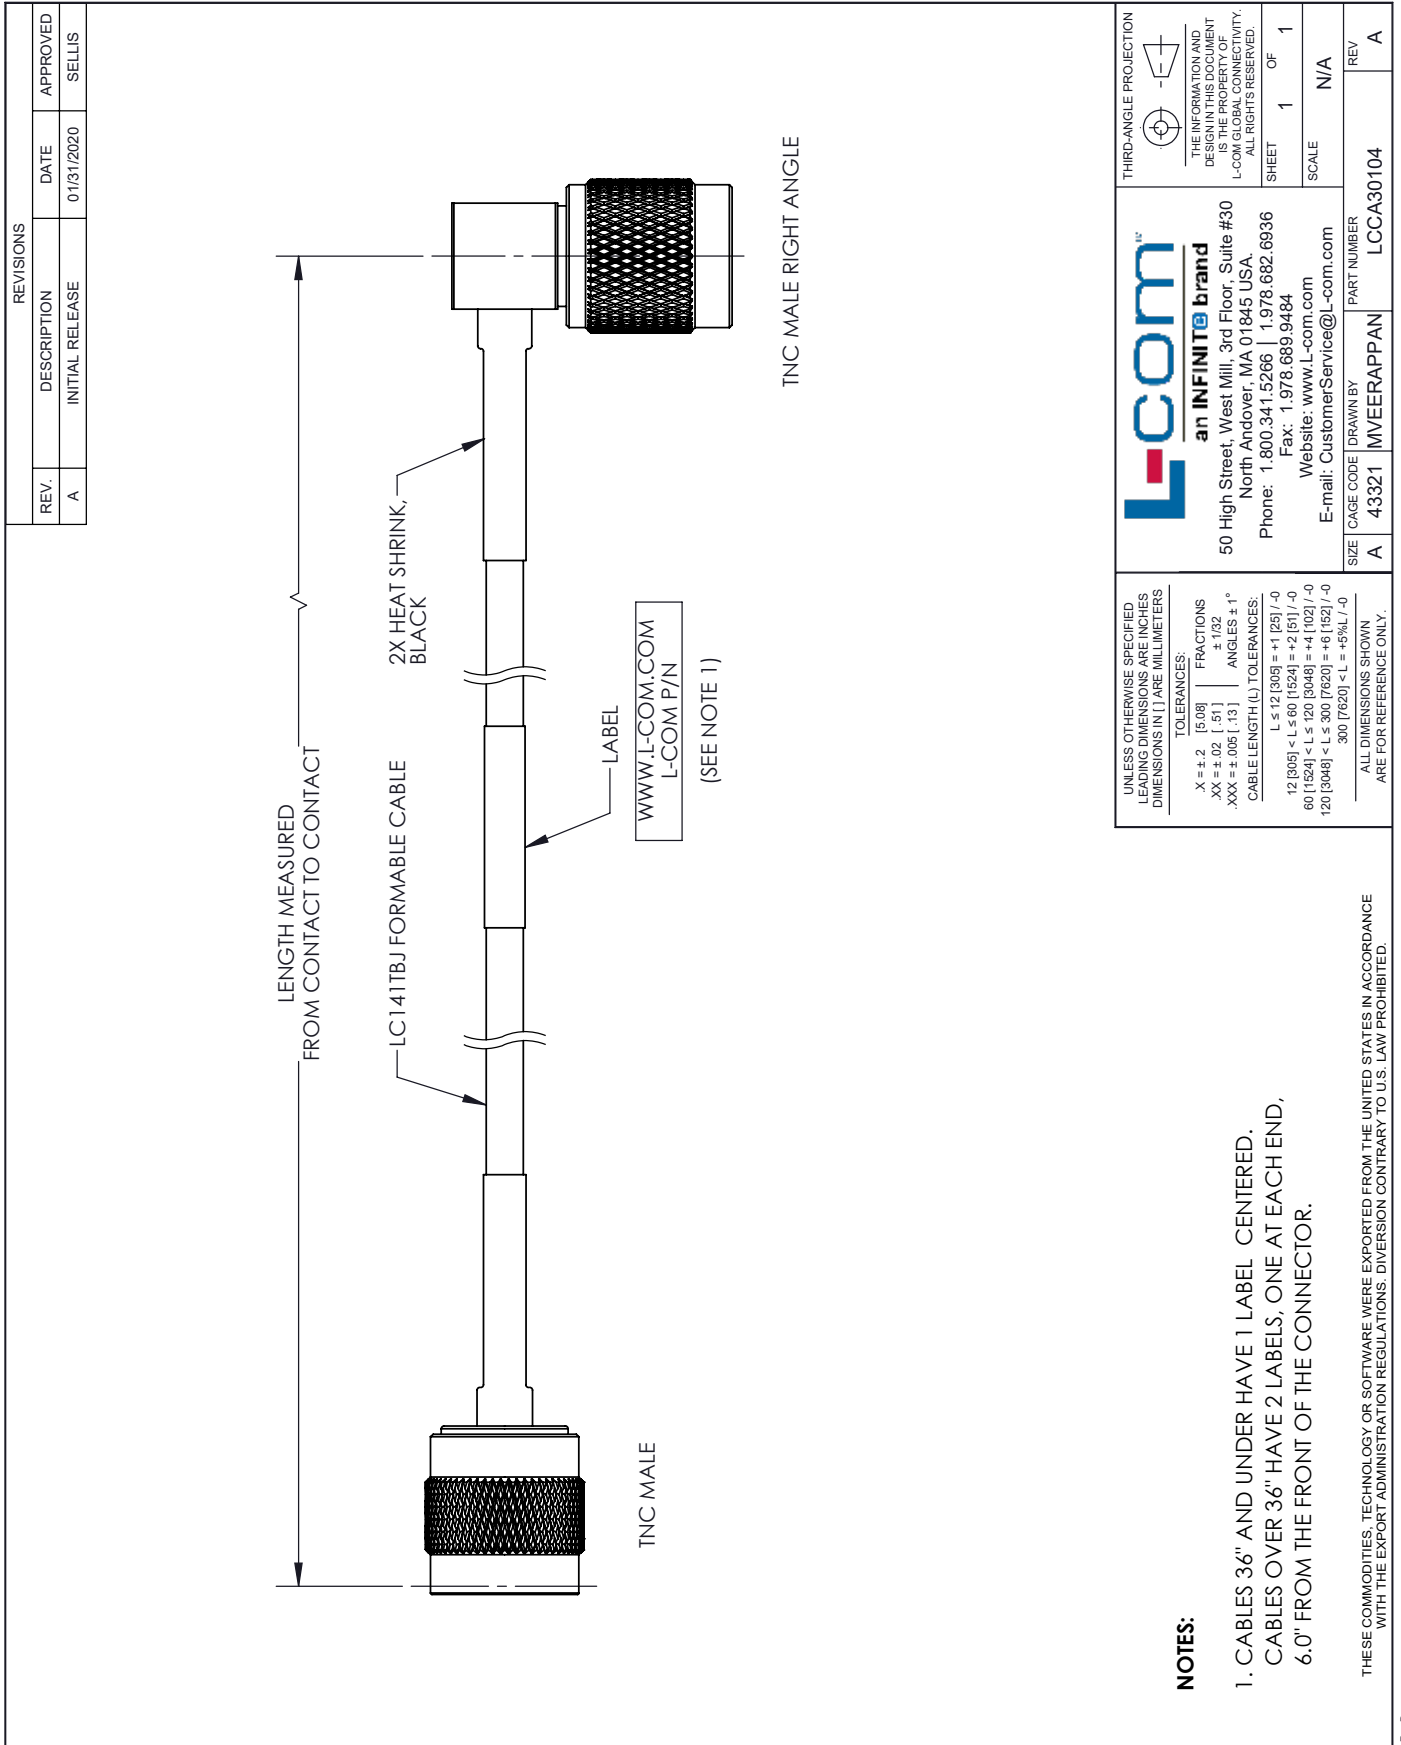 REVISIONS
REV. DESCRIPTION DATE APPROVED
A INITIAL RELEASE 01/31/2020 SELLIS
LENGTH MEASURED
FROM CONTACT TO CONTACT
LC141TBJ FORMABLE CABLE
2X HEAT SHRINK,
BLACK
LABEL
WWW.L-COM.COM
L-COM P/N
(SEE NOTE 1)
TNC MALE
TNC MALE RIGHT ANGLE
NOTES:
1. CABLES 36" AND UNDER HAVE 1 LABEL CENTERED.
CABLES OVER 36" HAVE 2 LABELS, ONE AT EACH END,
6.0" FROM THE FRONT OF THE CONNECTOR.
THESE COMMODITIES, TECHNOLOGY OR SOFTWARE WERE EXPORTED FROM THE UNITED STATES IN ACCORDANCE
WITH THE EXPORT ADMINISTRATION REGULATIONS. DIVERSION CONTRARY TO U.S. LAW PROHIBITED.
UNLESS OTHERWISE SPECIFIED
LEADING DIMENSIONS ARE INCHES
DIMENSIONS IN [ ] ARE MILLIMETERS
TOLERANCES:
.X = ± .2 [5.08] FRACTIONS
.XX = ± .02 [ .51] ± 1/32
.XXX = ± .005 [ .13 ] ANGLES ± 1°
CABLE LENGTH (L) TOLERANCES:
L ≤ 12 [305] = +1 [25] / -0
12 [305] < L ≤ 60 [1524] = +2 [51] / -0
60 [1524] < L ≤ 120 [3048] = +4 [102] / -0
120 [3048] < L ≤ 300 [7620] = +6 [152] / -0
300 [7620] < L = +5%L / -0
ALL DIMENSIONS SHOWN
ARE FOR REFERENCE ONLY.
L-com
an INFINIT@ brand
50 High Street, West Mill, 3rd Floor, Suite #30
North Andover, MA 01845 USA.
Phone: 1.800.341.5266 | 1.978.682.6936
Fax: 1.978.689.9484
Website: www.L-com.com
E-mail: CustomerService@L-com.com
THIRD-ANGLE PROJECTION
THE INFORMATION AND
DESIGN IN THIS DOCUMENT
IS THE PROPERTY OF
L-COM GLOBAL CONNECTIVITY.
ALL RIGHTS RESERVED.
SHEET 1 OF 1
SCALE N/A
SIZE A
CAGE CODE 43321
DRAWN BY MVEERAPPAN
PART NUMBER LCCA30104
REV A